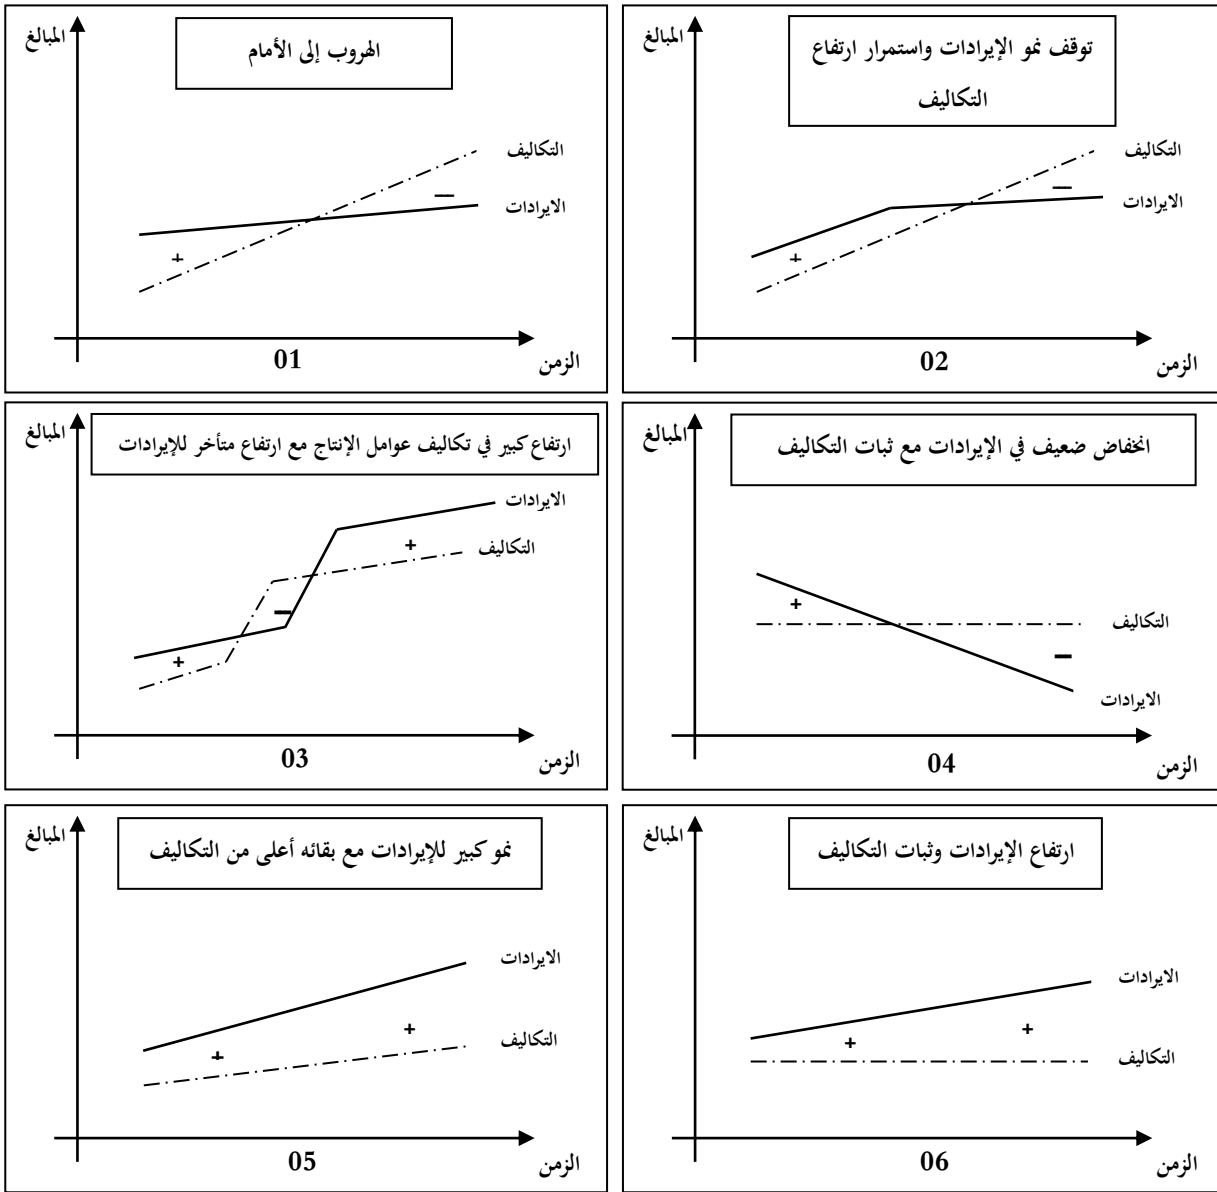 المبالغ
الهروب إلى الأمام
التكاليف
الايرادات
+
—
01
الزمن
المبالغ
توقف نمو الإيرادات واستمرار ارتفاع
التكاليف
التكاليف
الايرادات
+
—
02
الزمن
المبالغ
ارتفاع كبير في تكاليف عوامل الإنتاج مع ارتفاع متأخر للإيرادات
الايرادات
التكاليف
+
—
+
03
الزمن
المبالغ
انخفاض ضعيف في الإيرادات مع ثبات التكاليف
+
التكاليف
—
الايرادات
04
الزمن
المبالغ
نمو كبير للإيرادات مع بقائه أعلى من التكاليف
الايرادات
+
+
التكاليف
05
الزمن
المبالغ
ارتفاع الإيرادات وثبات التكاليف
الايرادات
+
+
التكاليف
06
الزمن